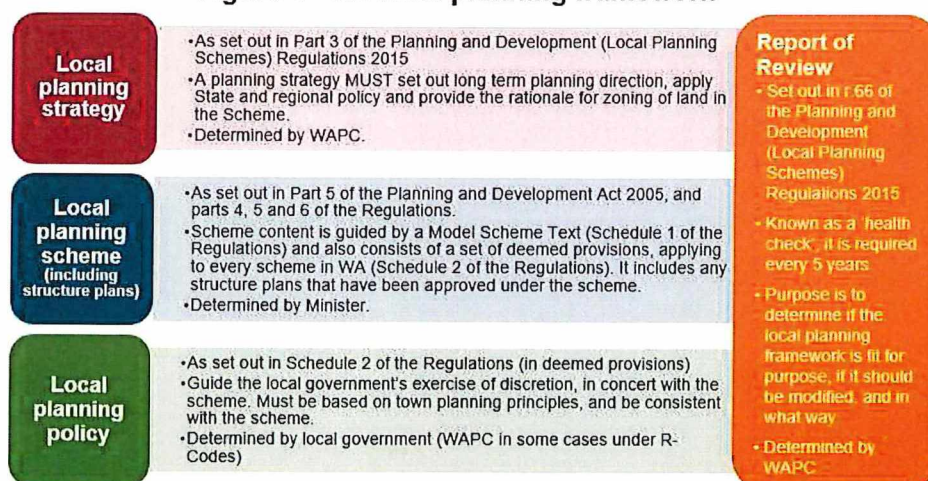 Local
planning
strategy
•As set out in Part 3 of the Planning and Development (Local Planning
Schemes) Regulations 2015
•A planning strategy MUST set out long term planning direction, apply
State and regional policy and provide the rationale for zoning of land in
the Scheme.
•Determined by WAPC.
Local
planning
scheme
(including
structure plans)
•As set out in Part 5 of the Planning and Development Act 2005, and
parts 4, 5 and 6 of the Regulations.
•Scheme content is guided by a Model Scheme Text (Schedule 1 of the
Regulations) and also consists of a set of deemed provisions, applying
to every scheme in WA (Schedule 2 of the Regulations). It includes any
structure plans that have been approved under the scheme.
•Determined by Minister.
Local
planning
policy
•As set out in Schedule 2 of the Regulations (in deemed provisions)
•Guide the local government's exercise of discretion, in concert with the
scheme. Must be based on town planning principles, and be consistent
with the scheme.
•Determined by local government (WAPC in some cases under R-
Codes)
Report of
Review
• Set out in r.66 of
the Planning and
Development
(Local Planning
Schemes)
Regulations 2015
• Known as a 'health
check', it is required
every 5 years
• Purpose is to
determine if the
local planning
framework is fit for
purpose, if it should
be modified, and in
what way
• Determined by
WAPC